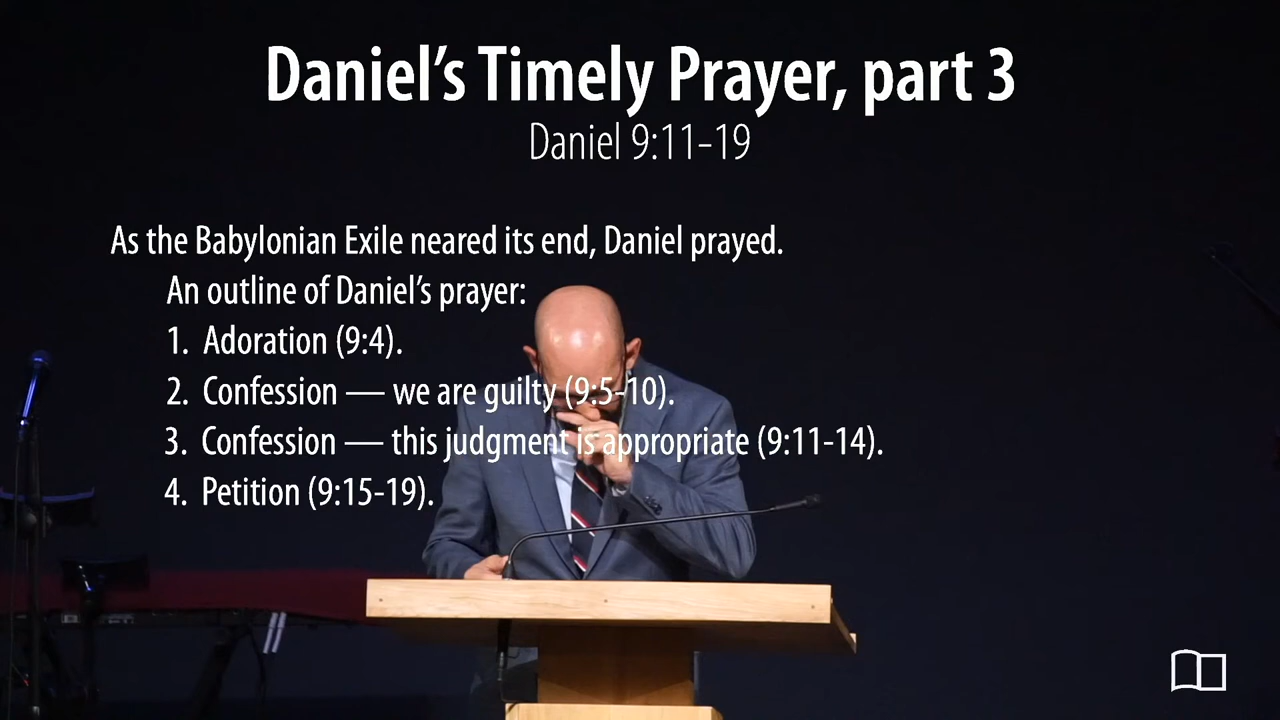 Daniel’s Timely Prayer, part 3
Daniel 9:11-19
As the Babylonian Exile neared its end, Daniel prayed.
An outline of Daniel’s prayer:
1. Adoration (9:4).
2. Confession — we are guilty (9:5-10).
3. Confession — this judgment is appropriate (9:11-14).
4. Petition (9:15-19).